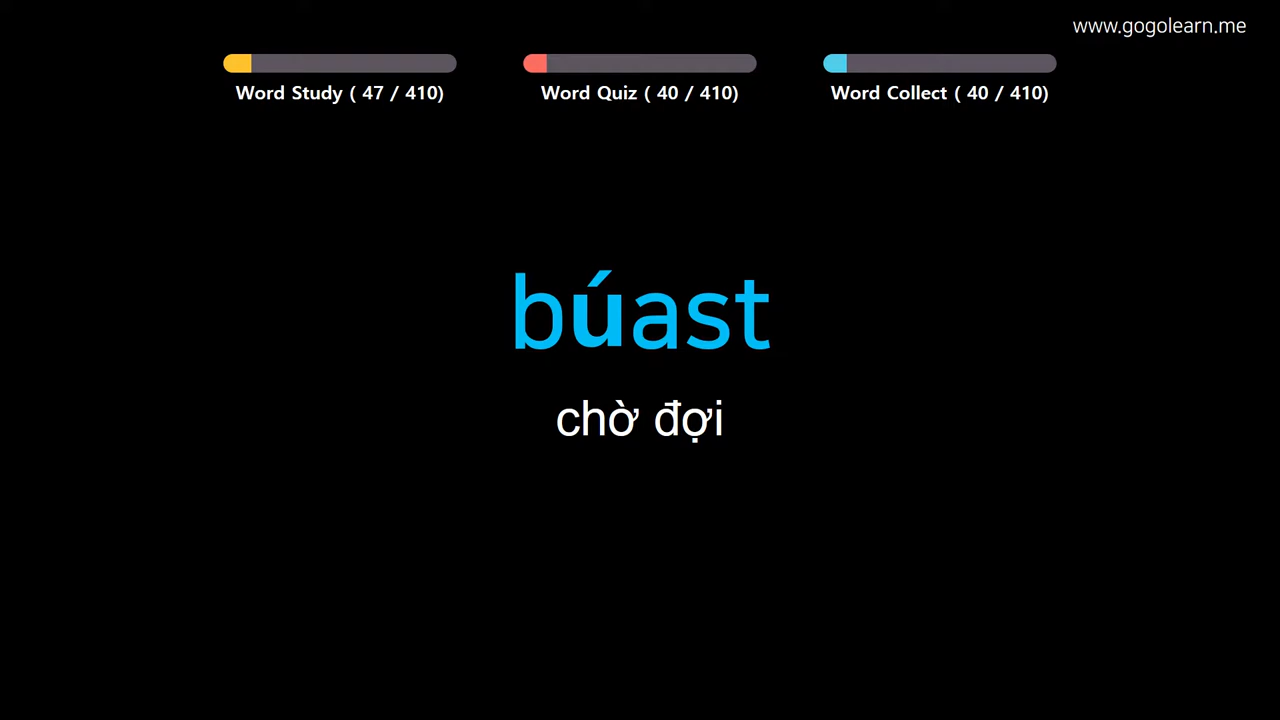 www.gogolearn.me
Word Study ( 47 / 410)
Word Quiz ( 40 / 410)
Word Collect ( 40 / 410)
búast
chờ đợi